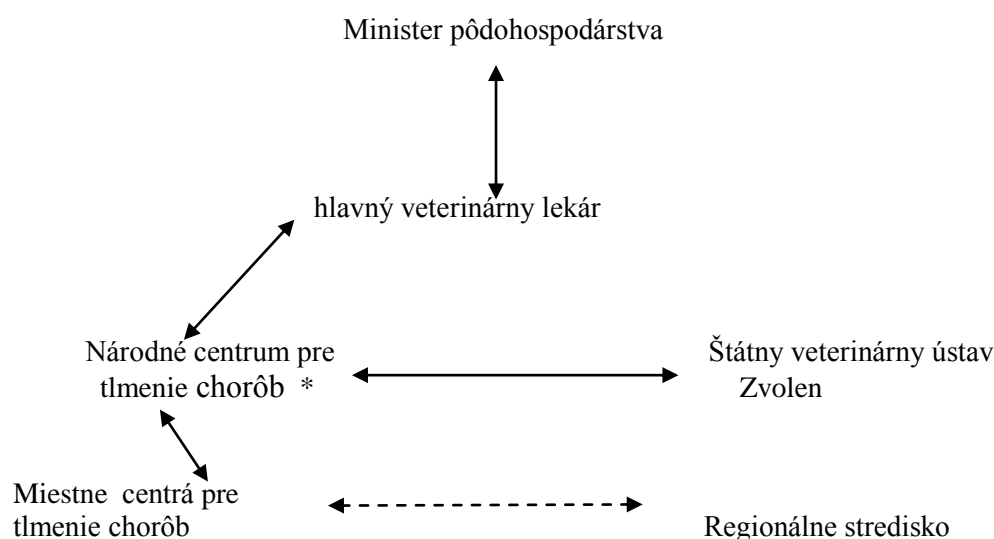 Minister pôdohospodárstva
hlavný veterinárny lekár
Národné centrum pre
tlmenie chorôb *
Štátny veterinárny ústav
Zvolen
Miestne centrá pre
tlmenie chorôb
Regionálne stredisko